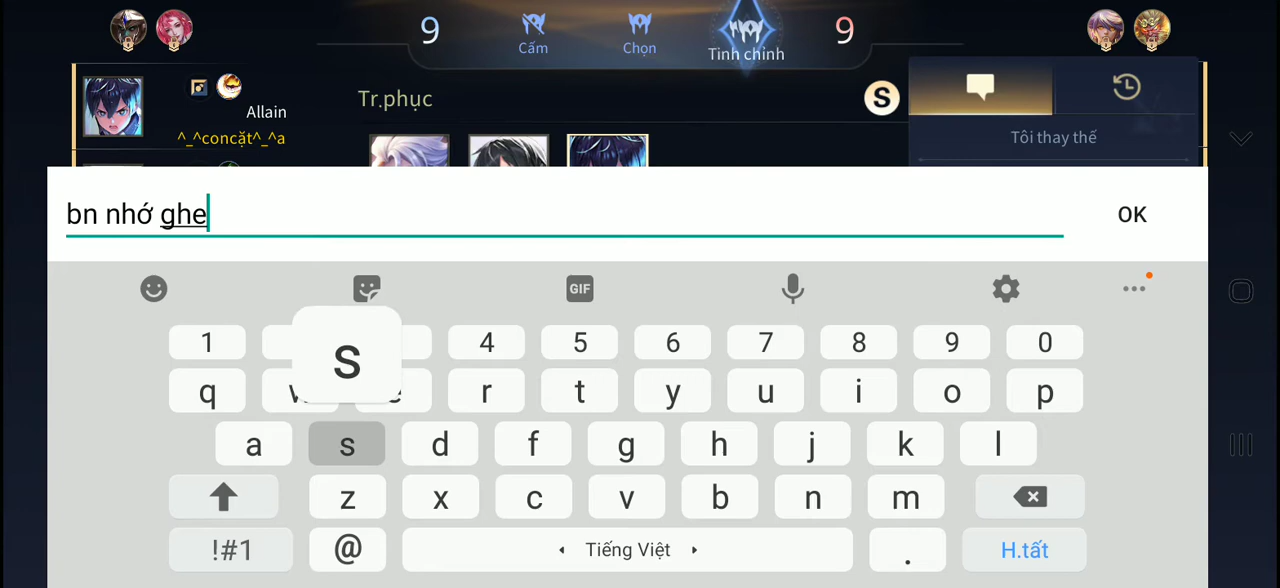 9 Cấm Chọn Tinh chỉnh 9
Allain
^_^concặt^_^a
Tr.phục
S
Tôi thay thế
bn nhớ ghe
OK
GIF
s
1 4 5 6 7 8 9 0
q r t y u i o p
a s d f g h j k l
z x c v b n m
!#1 @ Tiếng Việt . H.tất